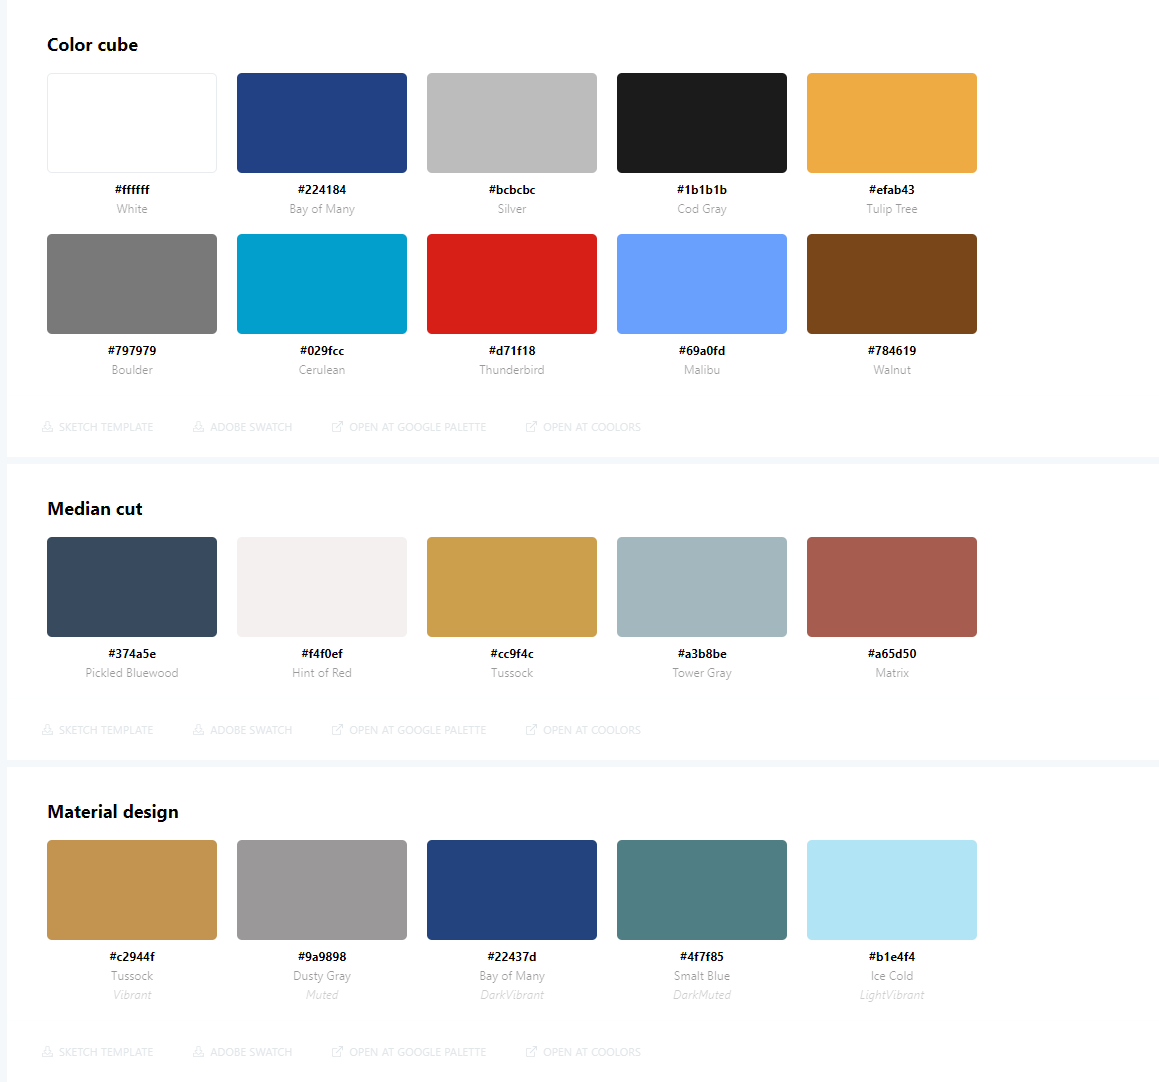 Color cube
#ffffff #224184 #bcbcbc #1b1b1b #efab43
White Bay of Many Silver Cod Gray Tulip Tree
#797979 #029fcc #d71f18 #69a0fd #784619
Boulder Cerulean Thunderbird Malibu Walnut
SKETCH TEMPLATE ADOBE SWATCH OPEN AT GOOGLE PALETTE OPEN AT COOLORS
Median cut
#374a5e #f4f0ef #cc9f4c #a3b8be #a65d50
Pickled Bluewood Hint of Red Tussock Tower Gray Matrix
SKETCH TEMPLATE ADOBE SWATCH OPEN AT GOOGLE PALETTE OPEN AT COOLORS
Material design
#c2944f #9a9898 #22437d #4f7f85 #b1e4f4
Tussock Dusty Gray Bay of Many Smalt Blue Ice Cold
Vibrant Muted DarkVibrant DarkMuted LightVibrant
SKETCH TEMPLATE ADOBE SWATCH OPEN AT GOOGLE PALETTE OPEN AT COOLORS